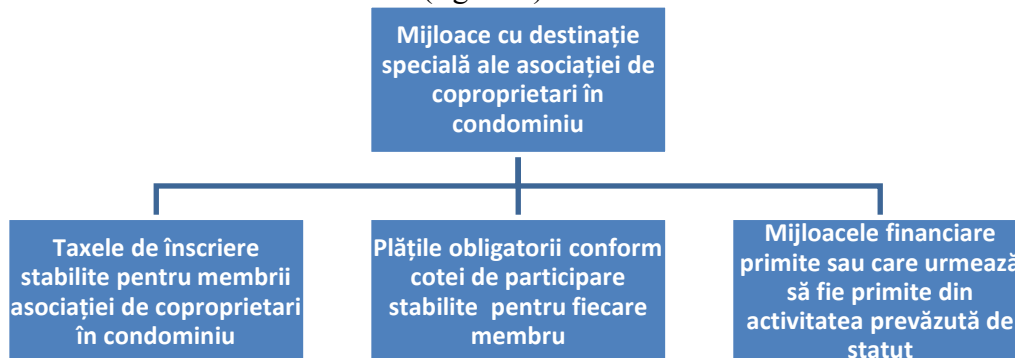 Mijloace cu destinație
specială ale asociației de
coproprietari în
condominiu
Taxele de înscriere
stabilite pentru membrii
asociației de coproprietari
în condominiu
Plățile obligatorii conform
cotei de participare
stabilite pentru fiecare
membru
Mijloacele financiare
primite sau care urmează
să fie primite din
activitatea prevăzută de
statut